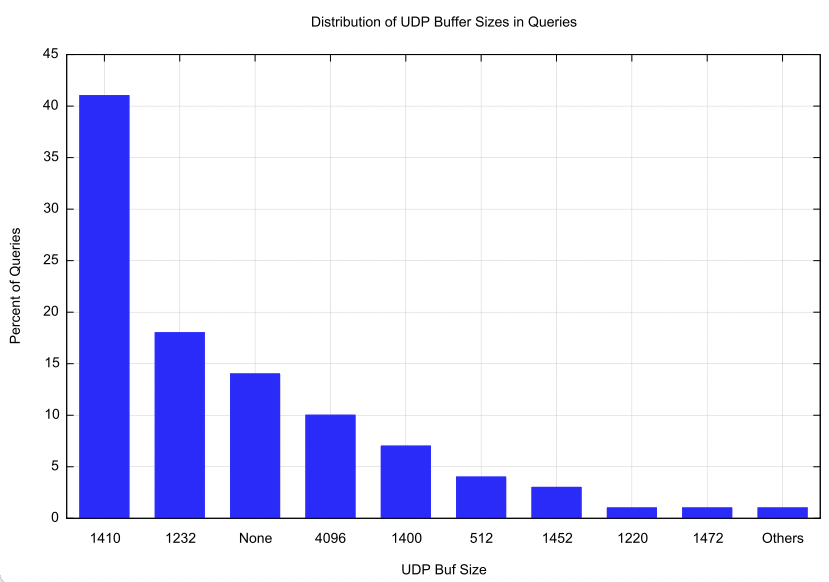 Distribution of UDP Buffer Sizes in Queries
45
40
35
30
25
20
15
10
5
0
Percent of Queries
1410 1232 None 4096 1400 512 1452 1220 1472 Others
UDP Buf Size